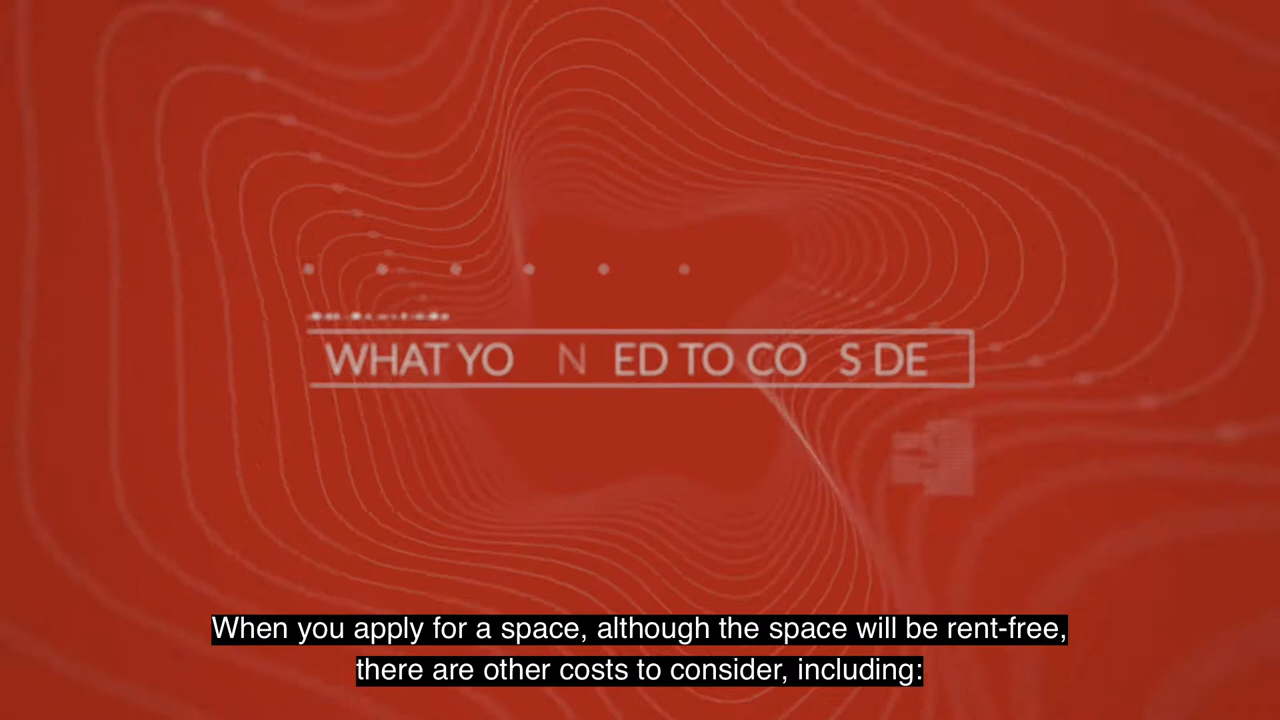 WHAT YO N ED TO CO S DE
When you apply for a space, although the space will be rent-free,
there are other costs to consider, including: